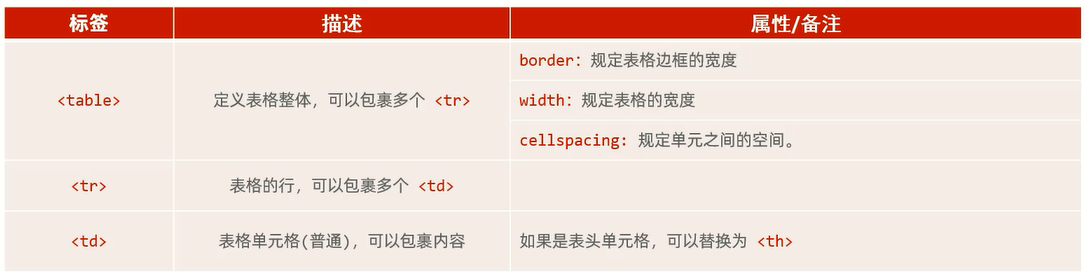 标签 描述 属性/备注
border: 规定表格边框的宽度
<table> 定义表格整体，可以包裹多个 <tr> width: 规定表格的宽度
cellspacing: 规定单元之间的空间。
<tr> 表格的行，可以包裹多个 <td>
<td> 表格单元格(普通)，可以包裹内容 如果是表头单元格，可以替换为 <th>